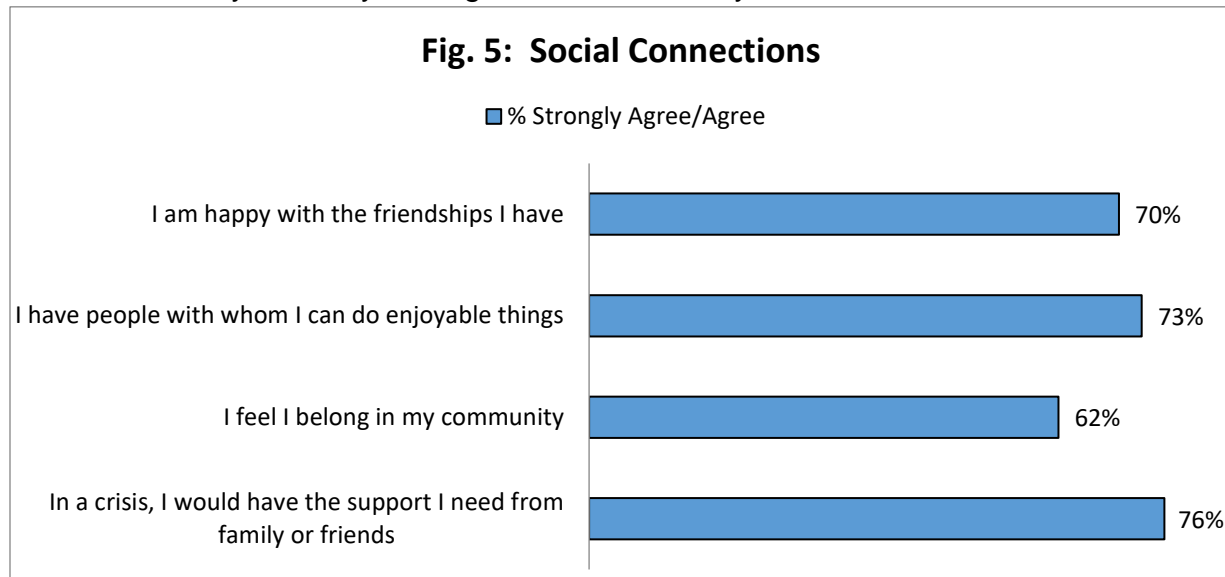 Fig. 5: Social Connections
% Strongly Agree/Agree
I am happy with the friendships I have
70%
I have people with whom I can do enjoyable things
73%
I feel I belong in my community
62%
In a crisis, I would have the support I need from
family or friends
76%